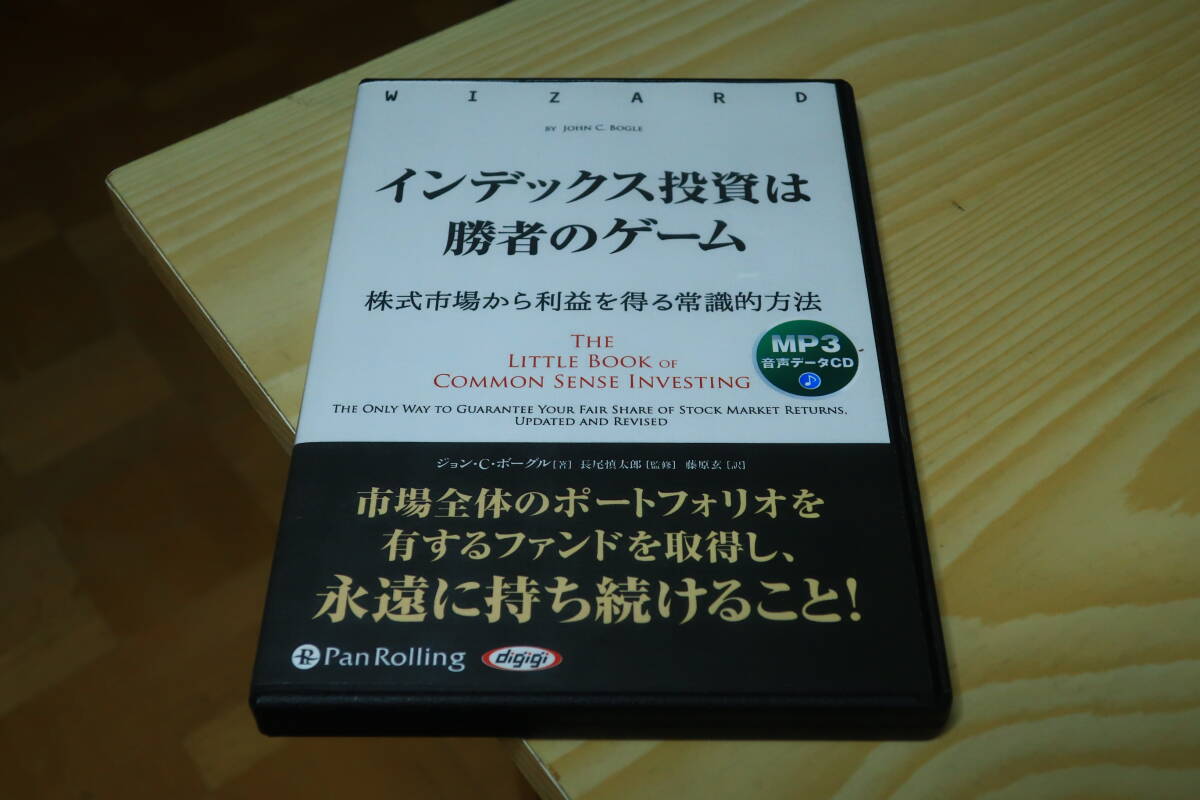 WIZARD
BY JOHN C. BOGLE
インデックス投資は
勝者のゲーム
株式市場から利益を得る常識的方法
THE
LITTLE BOOK OF
COMMON SENSE INVESTING
MP3
音声データCD
THE ONLY WAY TO GUARANTEE YOUR FAIR SHARE OF STOCK MARKET RETURNS,
UPDATED AND REVISED
ジョン・C・ボーグル[著] 長尾慎太郎[監修] 藤原玄[訳]
市場全体のポートフォリオを
有するファンドを取得し、
永遠に持ち続けること!
PanRolling digigi